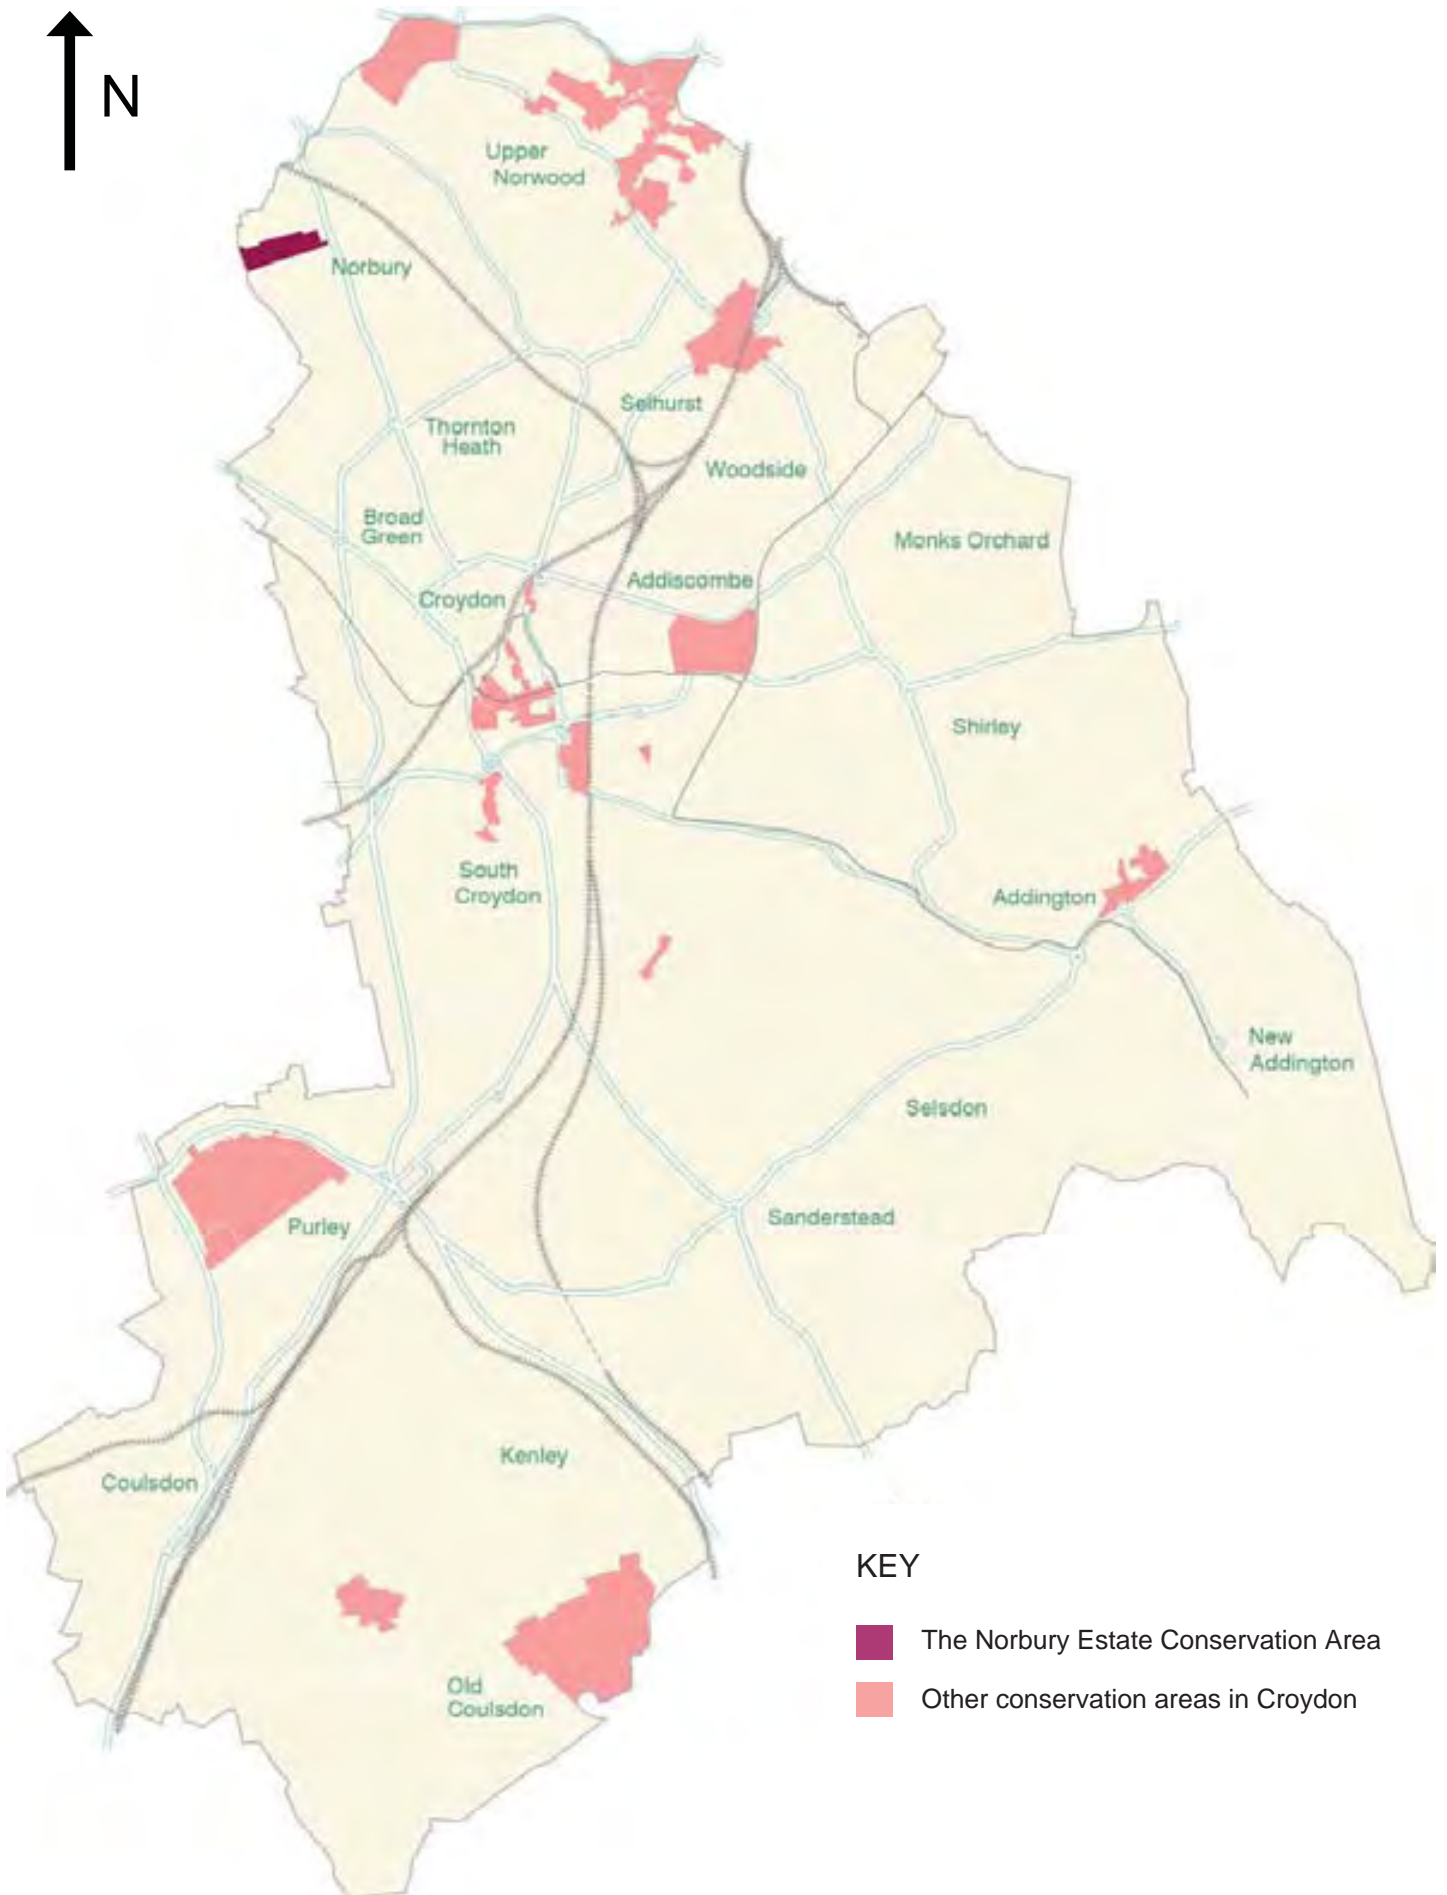 N
Upper
Norwood
Norbury
Selhurst
Thornton
Heath
Woodside
Broad
Green
Monks Orchard
Addiscombe
Croydon
Shirley
South
Croydon
Addington
New
Addington
Selsdon
Purley
Sanderstead
Kenley
Coulsdon
Old
Coulsdon
KEY
The Norbury Estate Conservation Area
Other conservation areas in Croydon